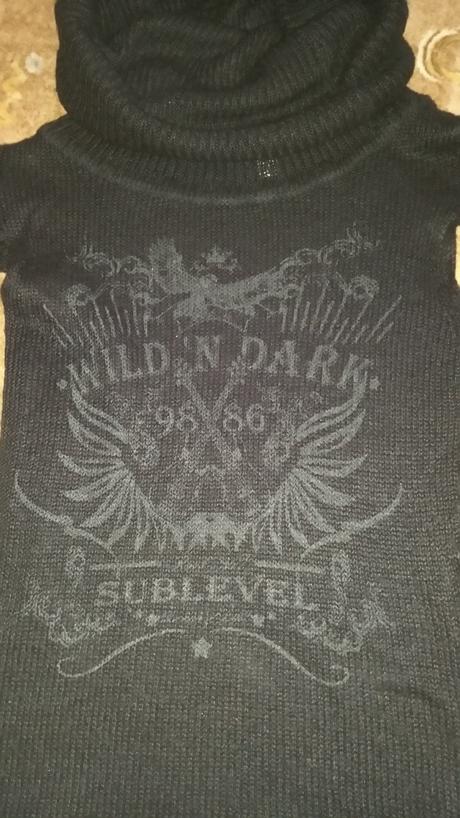 WILD 'N DARK
98 86
SUBLEVEL